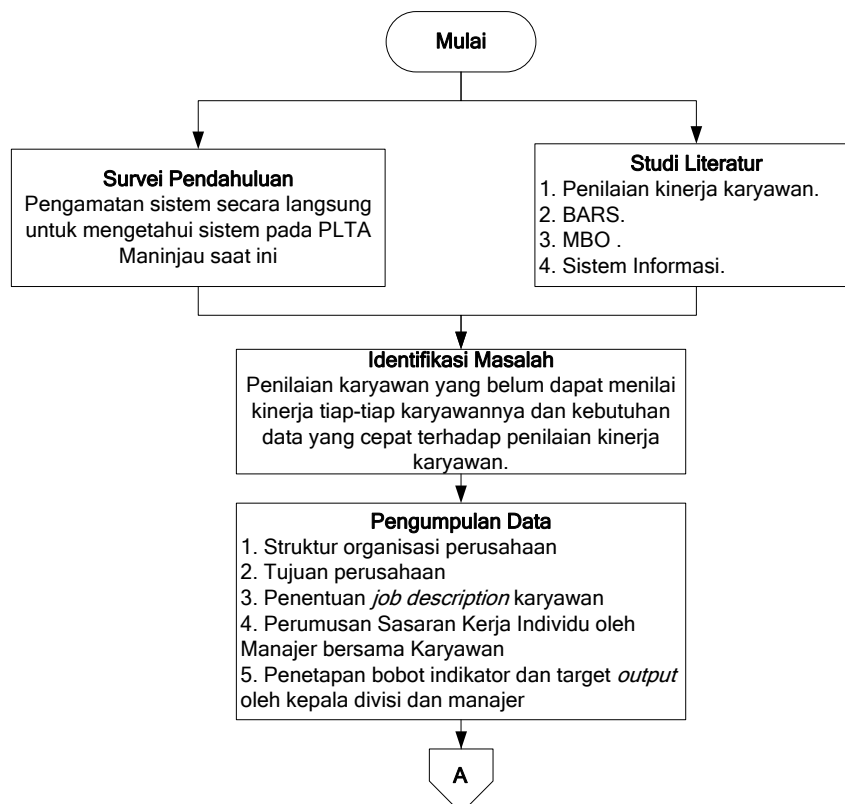 Mulai
Survei Pendahuluan
Pengamatan sistem secara langsung
untuk mengetahui sistem pada PLTA
Maninjau saat ini
Studi Literatur
1. Penilaian kinerja karyawan.
2. BARS.
3. MBO .
4. Sistem Informasi.
Identifikasi Masalah
Penilaian karyawan yang belum dapat menilai
kinerja tiap-tiap karyawannya dan kebutuhan
data yang cepat terhadap penilaian kinerja
karyawan.
Pengumpulan Data
1. Struktur organisasi perusahaan
2. Tujuan perusahaan
3. Penentuan job description karyawan
4. Perumusan Sasaran Kerja Individu oleh
Manajer bersama Karyawan
5. Penetapan bobot indikator dan target output
oleh kepala divisi dan manajer
A